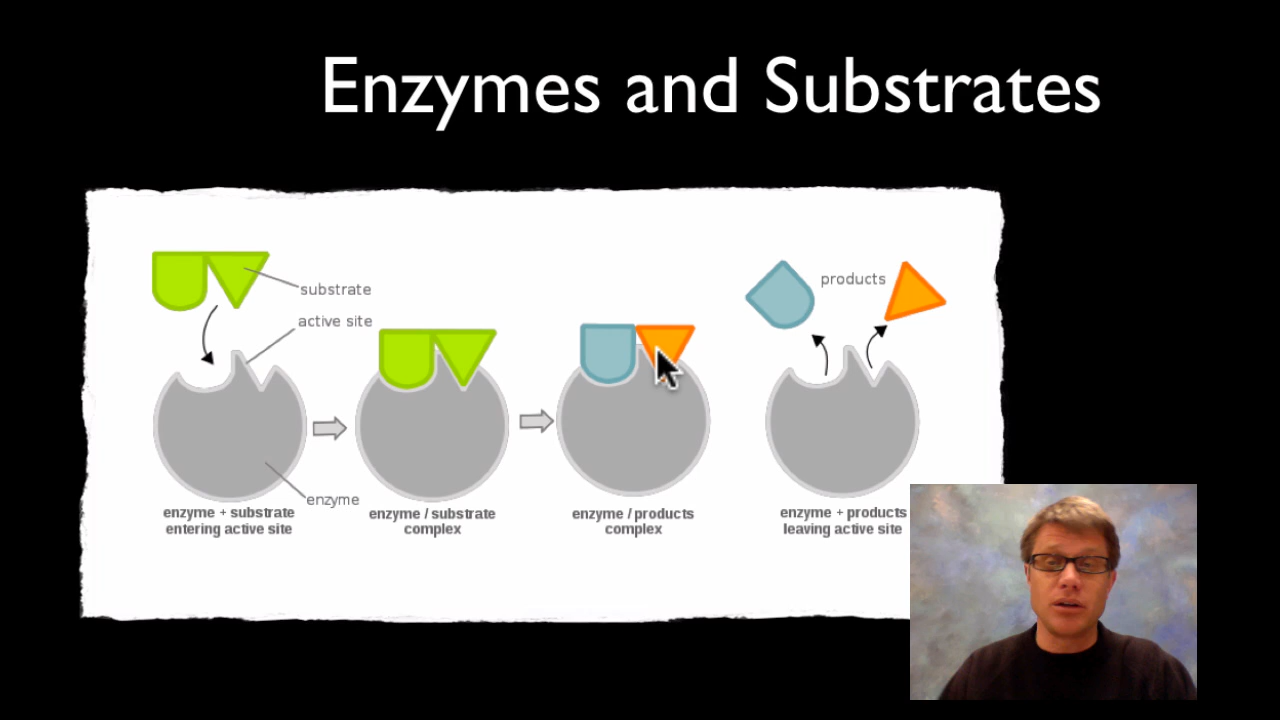 Enzymes and Substrates
substrate
active site
products
enzyme
enzyme + substrate
entering active site
enzyme / substrate
complex
enzyme / products
complex
enzyme + products
leaving active site